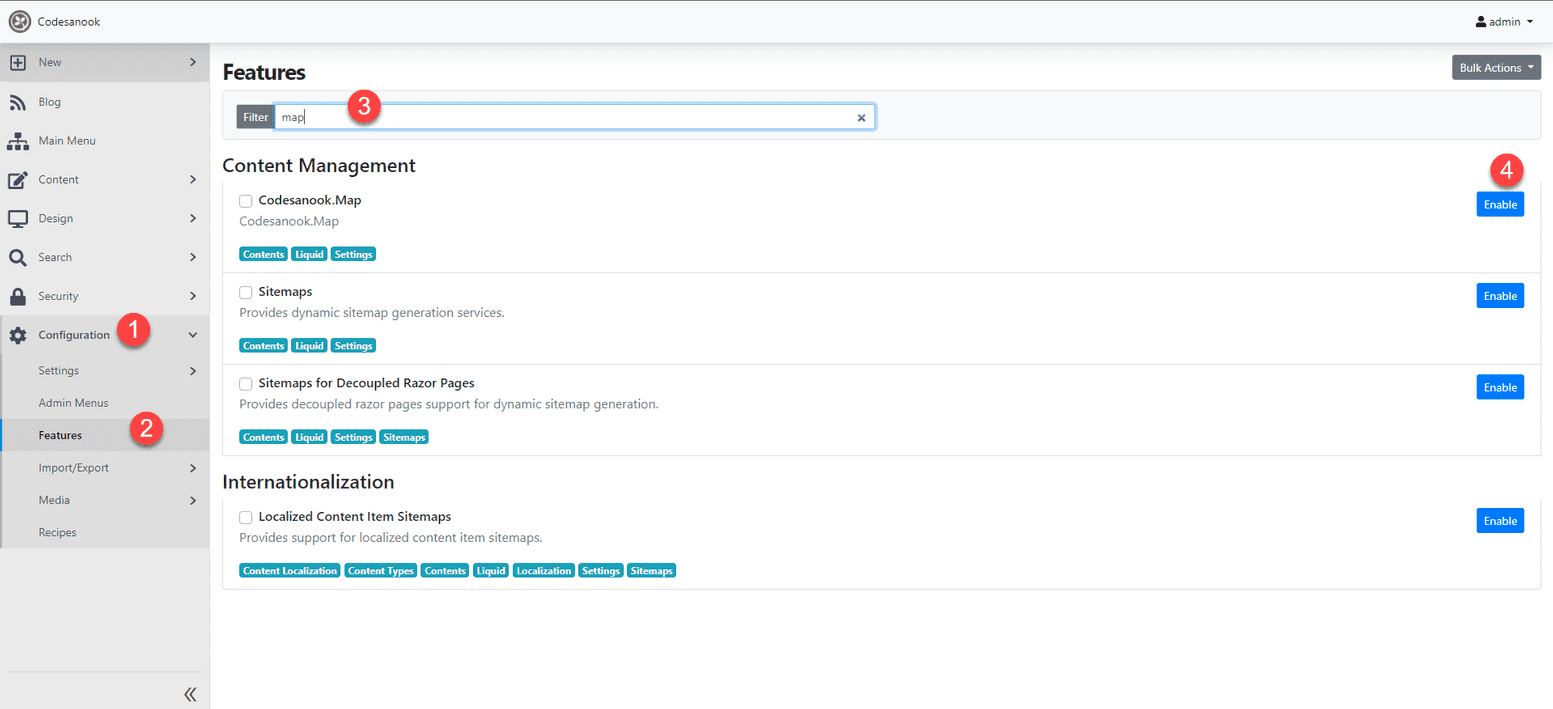 Codesanook
admin
New
Blog
Main Menu
Content
Design
Search
Security
Configuration 1
Settings
Admin Menus
Features 2
Import/Export
Media
Recipes
Features
Bulk Actions
Filter map 3
Content Management
4
Codesanook.Map
Enable
Codesanook.Map
Contents Liquid Settings
Sitemaps
Enable
Provides dynamic sitemap generation services.
Contents Liquid Settings
Sitemaps for Decoupled Razor Pages
Enable
Provides decoupled razor pages support for dynamic sitemap generation.
Contents Liquid Settings Sitemaps
Internationalization
Localized Content Item Sitemaps
Enable
Provides support for localized content item sitemaps.
Content Localization Content Types Contents Liquid Localization Settings Sitemaps